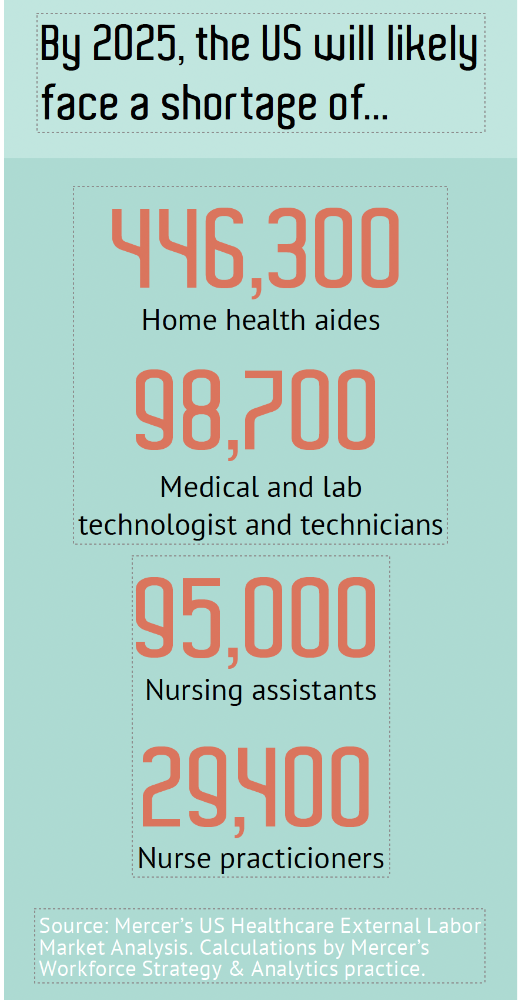 By 2025, the US will likely
face a shortage of...
446,300
Home health aides
98,700
Medical and lab
technologist and technicians
95,000
Nursing assistants
29,400
Nurse practicioners
Source: Mercer’s US Healthcare External Labor
Market Analysis. Calculations by Mercer’s
Workforce Strategy & Analytics practice.